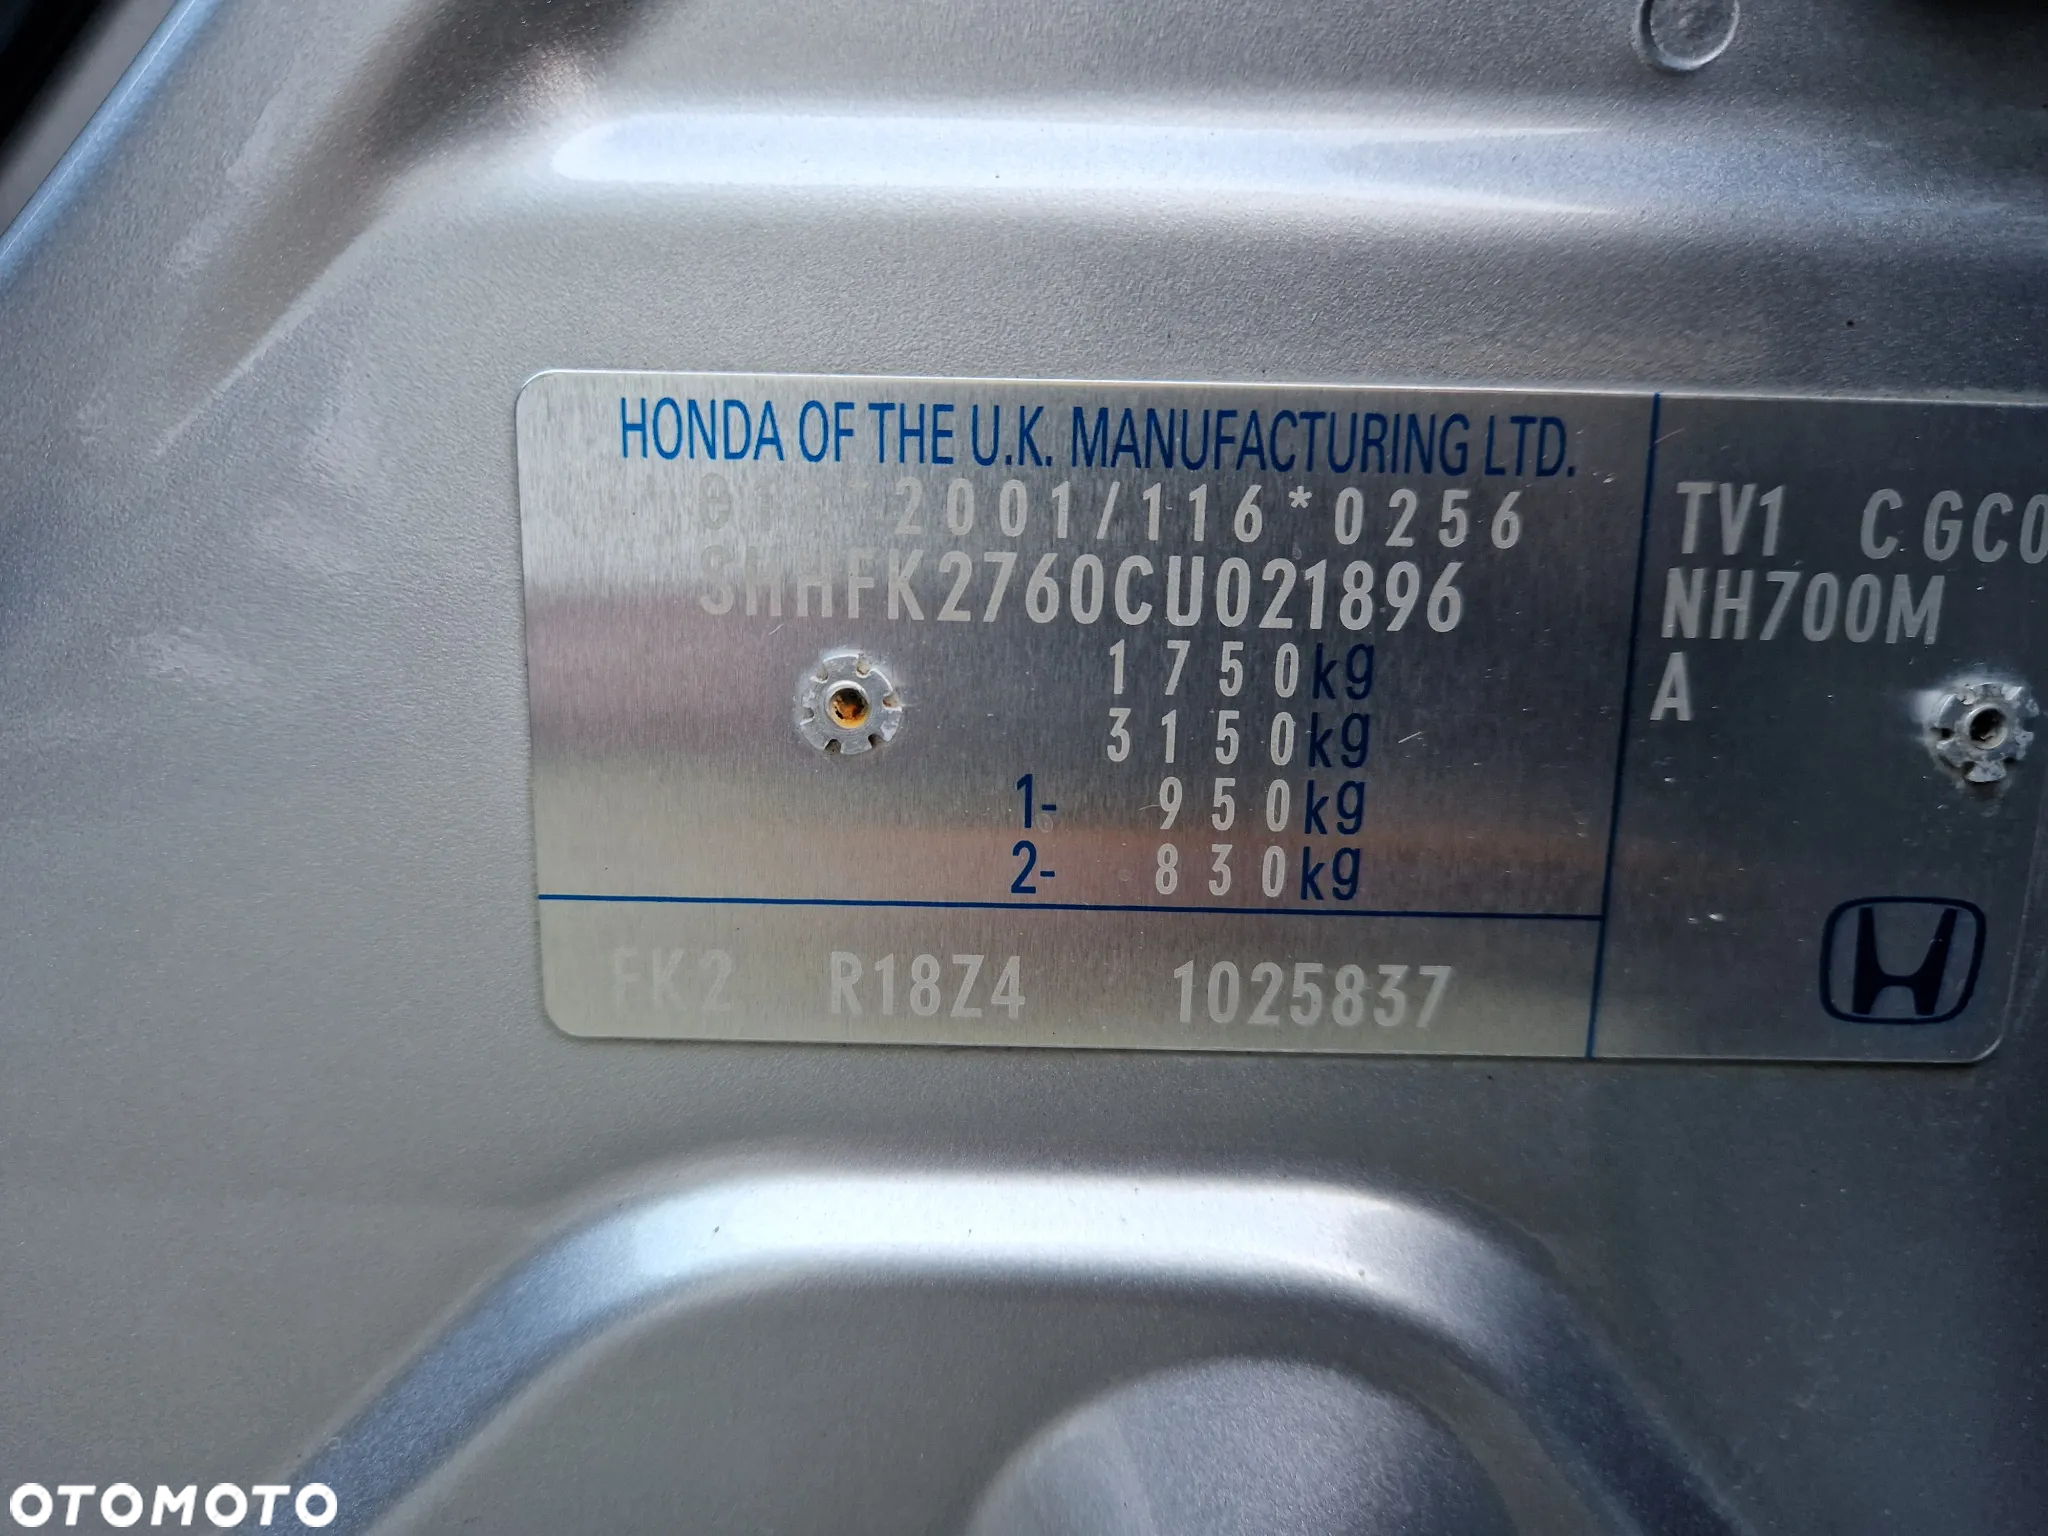 HONDA OF THE U.K. MANUFACTURING LTD.
2001/116*0256
SHHFK2760CU021896
1750kg
3150kg
1- 950kg
2- 830kg
FK2 R18Z4 1025837
TV1 C GC0
NH700M
A
OTOMOTO